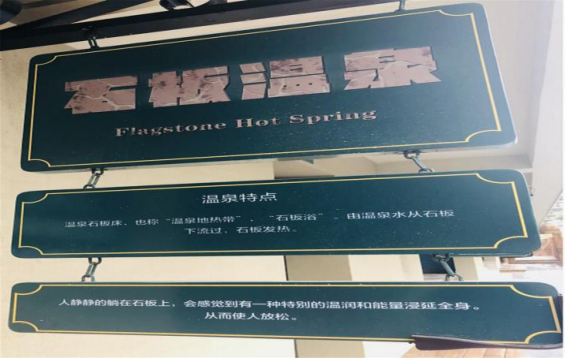 石板温泉
Flagstone Hot Spring
温泉特点
温泉石板床，也称“温泉地热带”、“石板浴”。由温泉水从石板
下流过，石板发热。
人静静的躺在石板上，会感觉到有一种特别的温润和能量浸延全身。
从而使人放松。